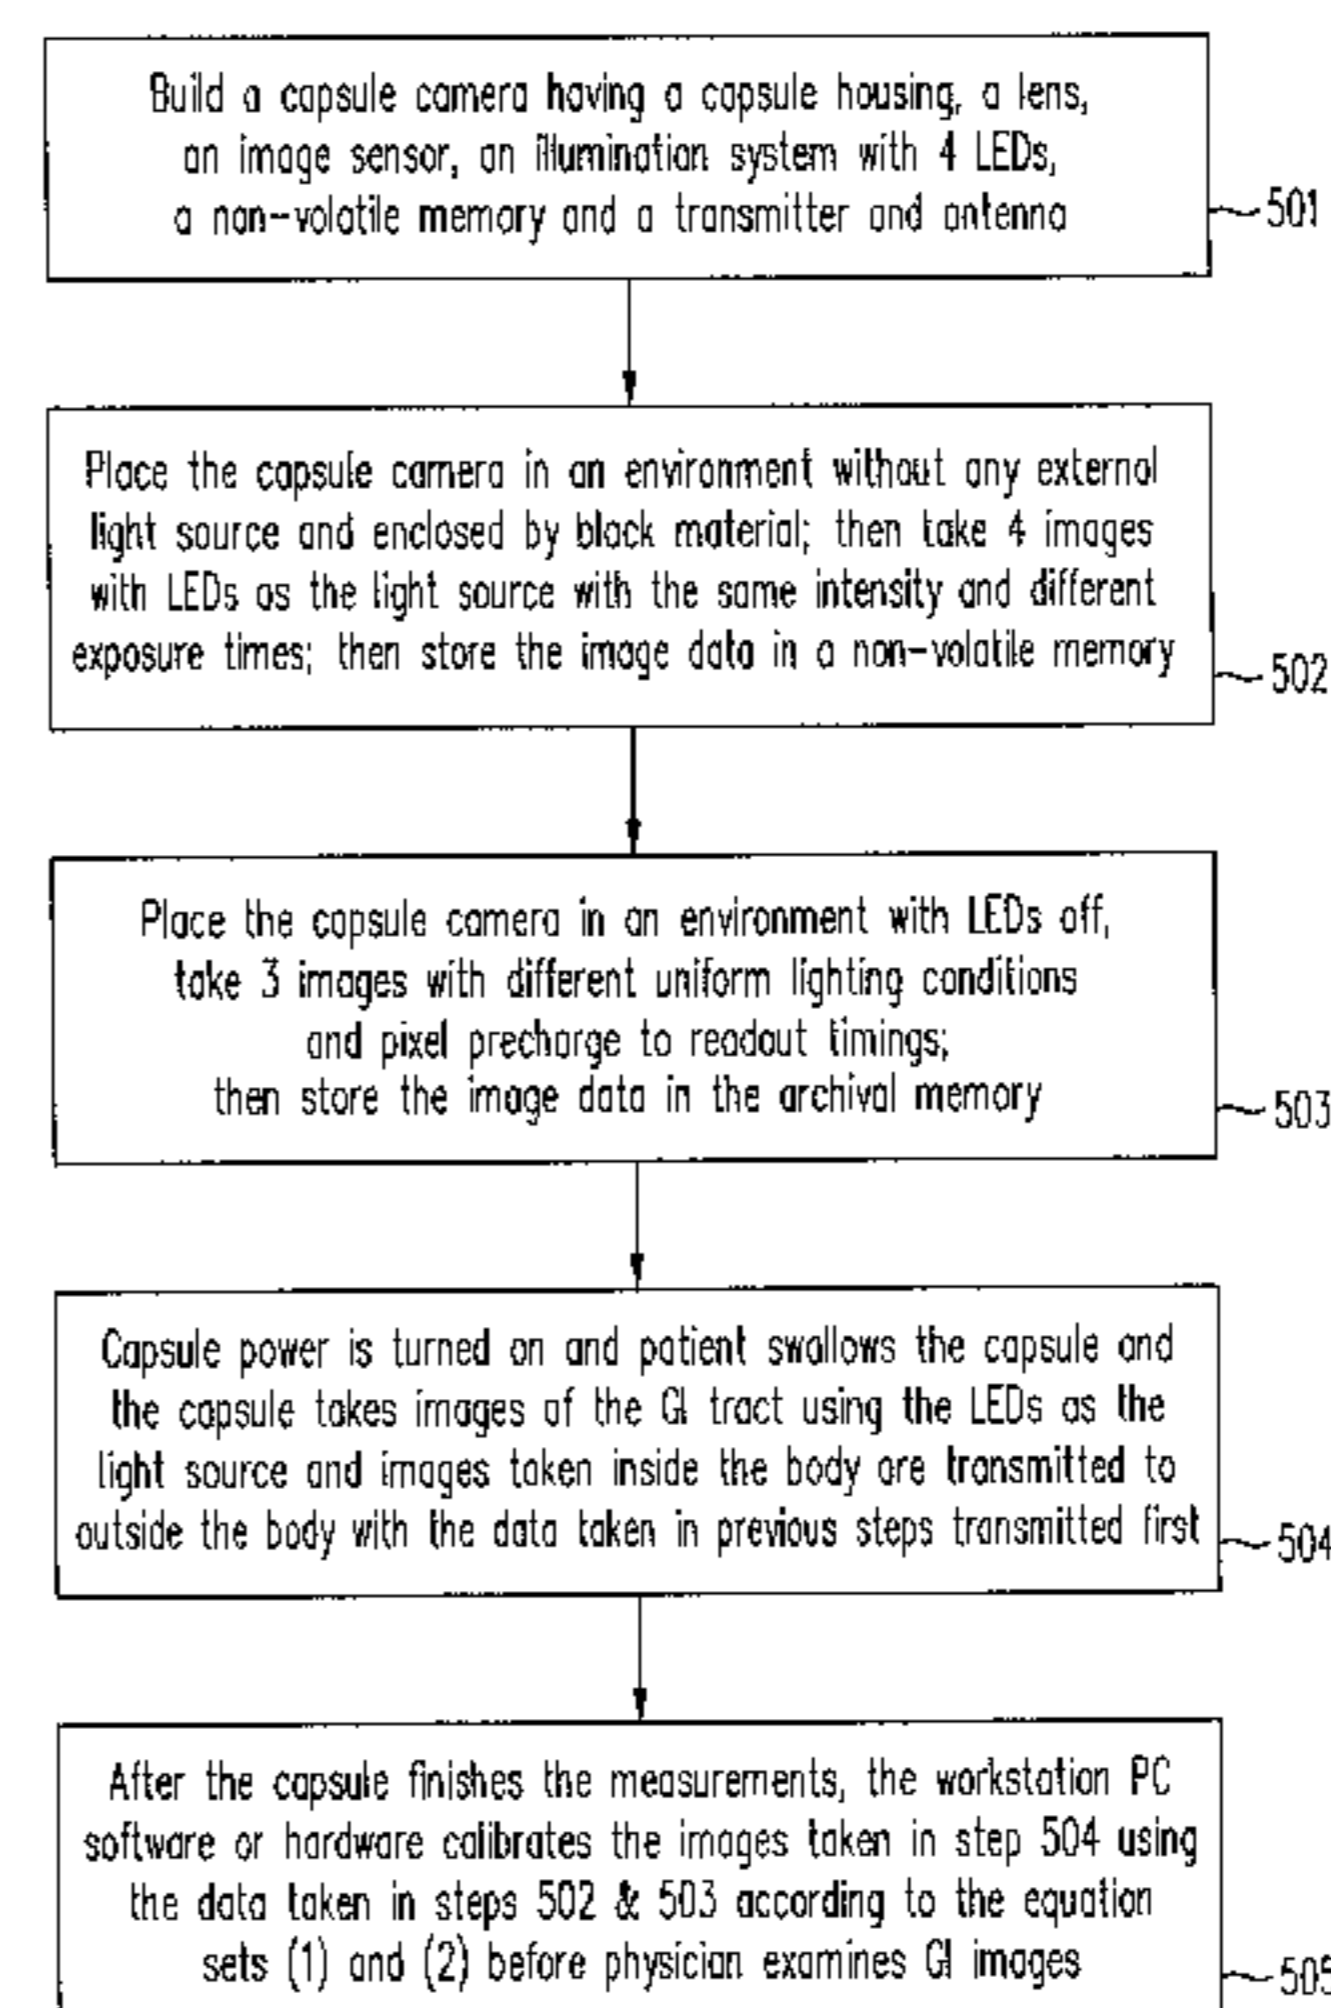 Build a capsule camera having a capsule housing, a lens,
an image sensor, an illumination system with 4 LEDs,
a non-volatile memory and a transmitter and antenna
501
Place the capsule camera in an environment without any external
light source and enclosed by black material; then take 4 images
with LEDs as the light source with the same intensity and different
exposure times; then store the image data in a non-volatile memory
502
Place the capsule camera in an environment with LEDs off,
take 3 images with different uniform lighting conditions
and pixel precharge to readout timings;
then store the image data in the archival memory
503
Capsule power is turned on and patient swallows the capsule and
the capsule takes images of the GI tract using the LEDs as the
light source and images taken inside the body are transmitted to
outside the body with the data taken in previous steps transmitted first
504
After the capsule finishes the measurements, the workstation PC
software or hardware calibrates the images taken in step 504 using
the data taken in steps 502 & 503 according to the equation
sets (1) and (2) before physician examines GI images
505